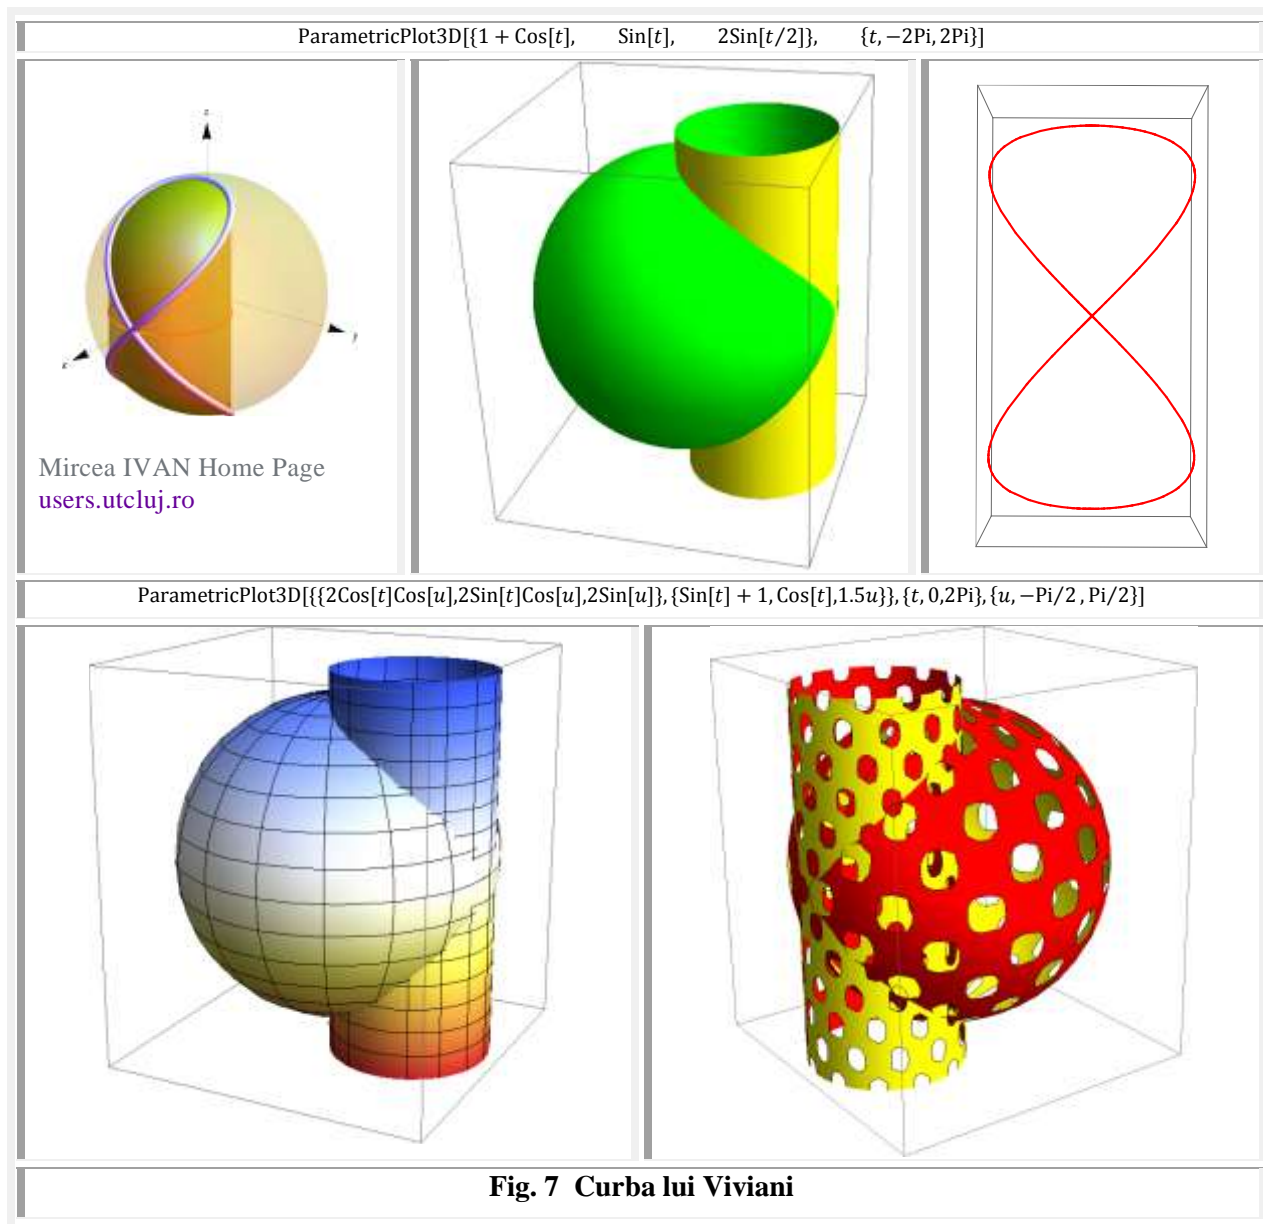 ParametricPlot3D[{1 + Cos[t], Sin[t], 2Sin[t/2]}, {t, −2Pi, 2Pi}]
z
x
y
Mircea IVAN Home Page
users.utcluj.ro
ParametricPlot3D[{{2Cos[t]Cos[u],2Sin[t]Cos[u],2Sin[u]},{Sin[t] + 1, Cos[t],1.5u}},{t, 0,2Pi},{u, −Pi/2 , Pi/2}]
Fig. 7 Curba lui Viviani